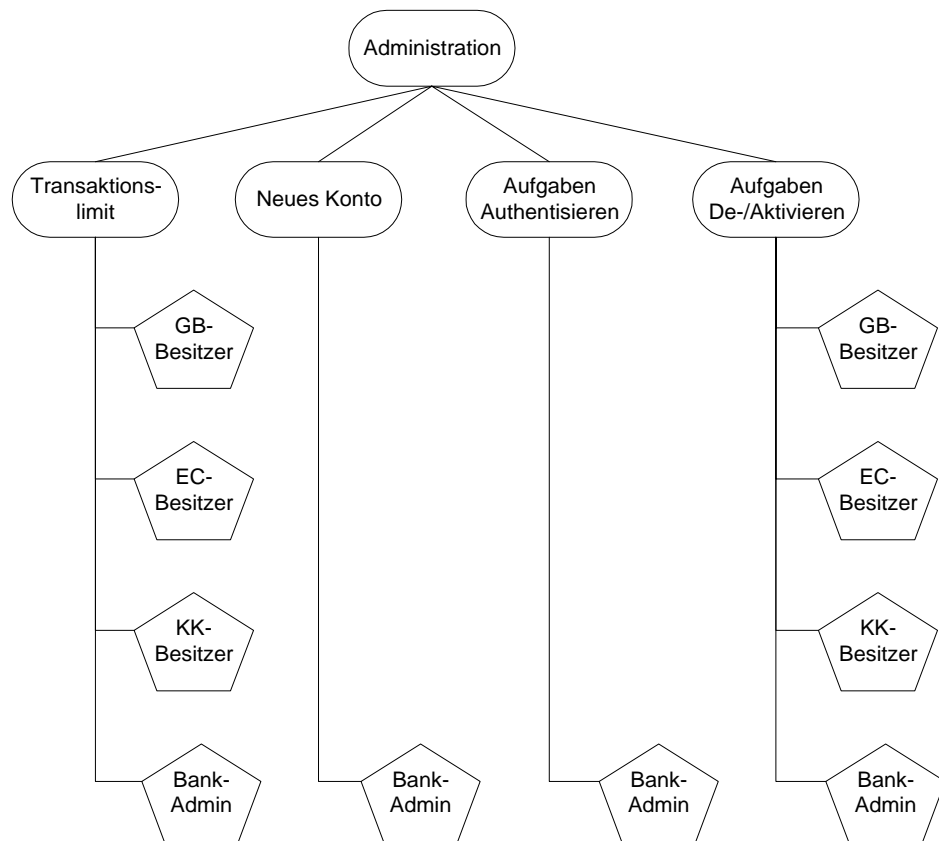 Administration
Transaktions-
limit
Neues Konto
Aufgaben
Authentisieren
Aufgaben
De-/Aktivieren
GB-
Besitzer
GB-
Besitzer
EC-
Besitzer
EC-
Besitzer
KK-
Besitzer
KK-
Besitzer
Bank-
Admin
Bank-
Admin
Bank-
Admin
Bank-
Admin